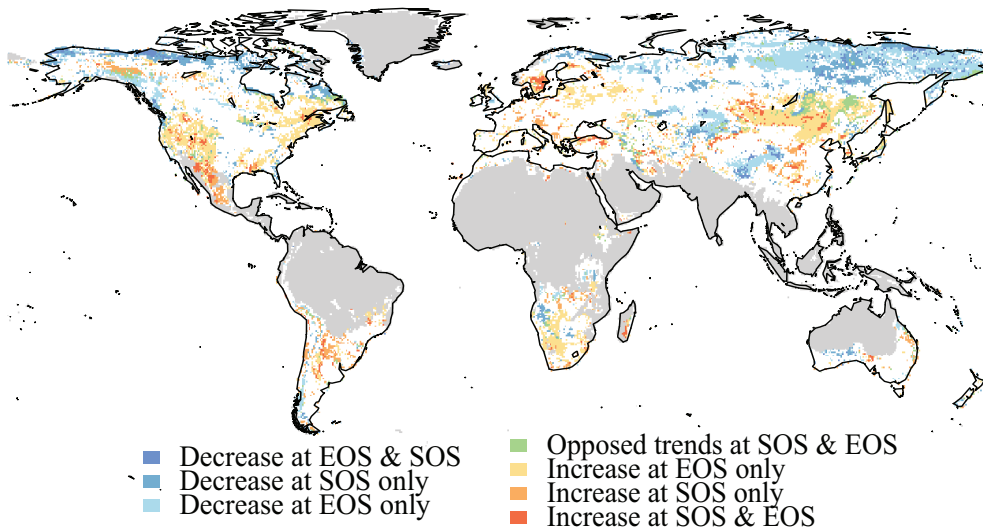 Decrease at EOS & SOS
Decrease at SOS only
Decrease at EOS only
Opposed trends at SOS & EOS
Increase at EOS only
Increase at SOS only
Increase at SOS & EOS